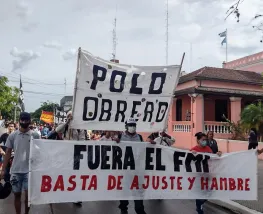 POLO
OBRERO
FUERA EL FMI
BASTA DE AJUSTE Y HAMBRE